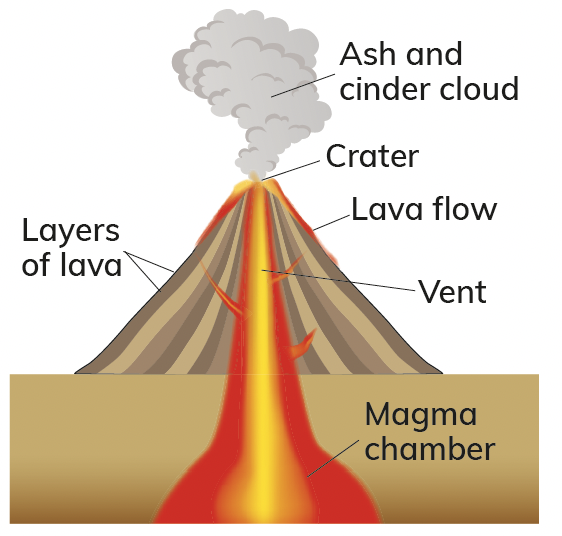 Ash and
cinder cloud
Crater
Lava flow
Layers
of lava
Vent
Magma
chamber